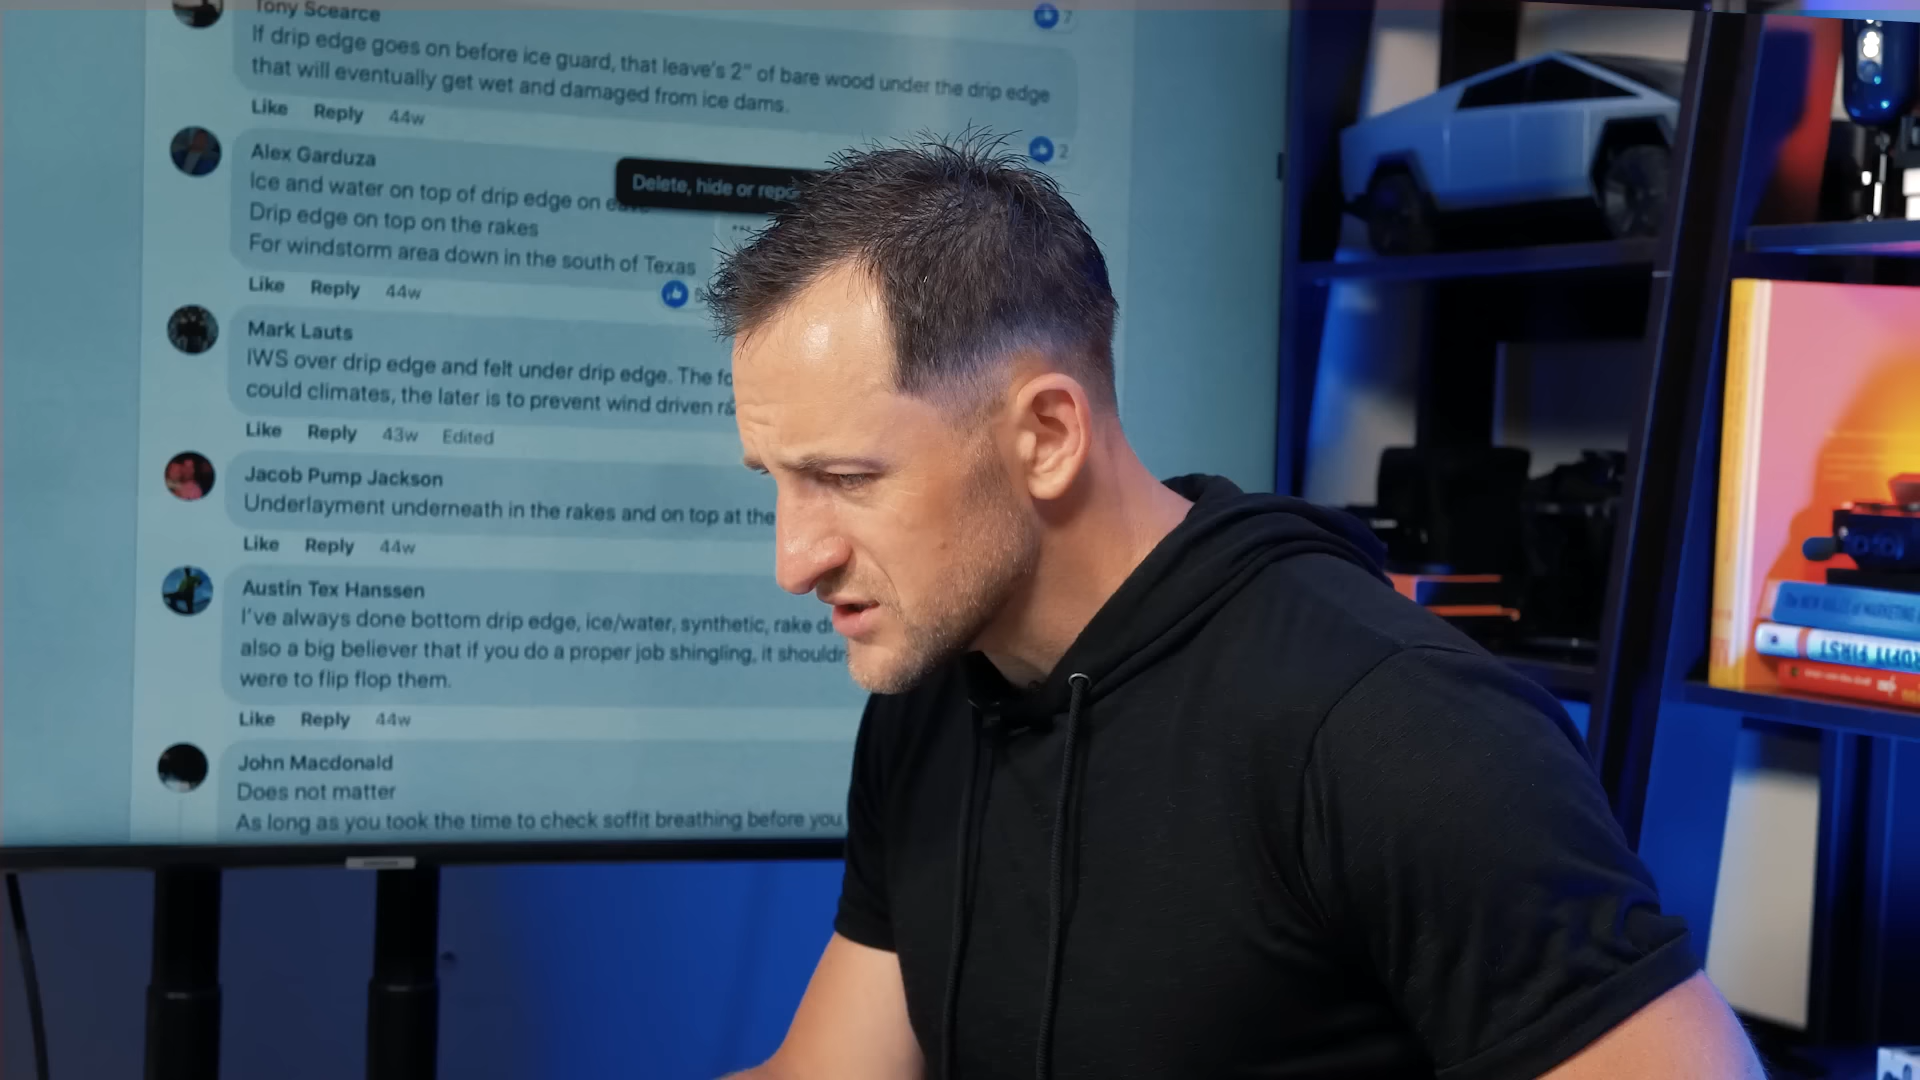 Tony Scearce
7
If drip edge goes on before ice guard, that leave's 2" of bare wood under the drip edge
that will eventually get wet and damaged from ice dams.
Like Reply 44w
2
Alex Garduza
Ice and water on top of drip edge on
Delete, hide or
Drip edge on top on the rakes
For windstorm area down in the south of Texas
Like Reply 44w
Mark Lauts
IWS over drip edge and felt under drip edge. The
could climates, the later is to prevent wind driven
Like Reply 43w Edited
Jacob Pump Jackson
Underlayment underneath in the rakes and on top at the
Like Reply 44w
Austin Tex Hanssen
I've always done bottom drip edge, ice/water, synthetic, rake
also a big believer that if you do a proper job shingling, it
were to flip flop them.
Like Reply 44w
John Macdonald
Does not matter
As long as you took the time to check soffit breathing before you
FIRST